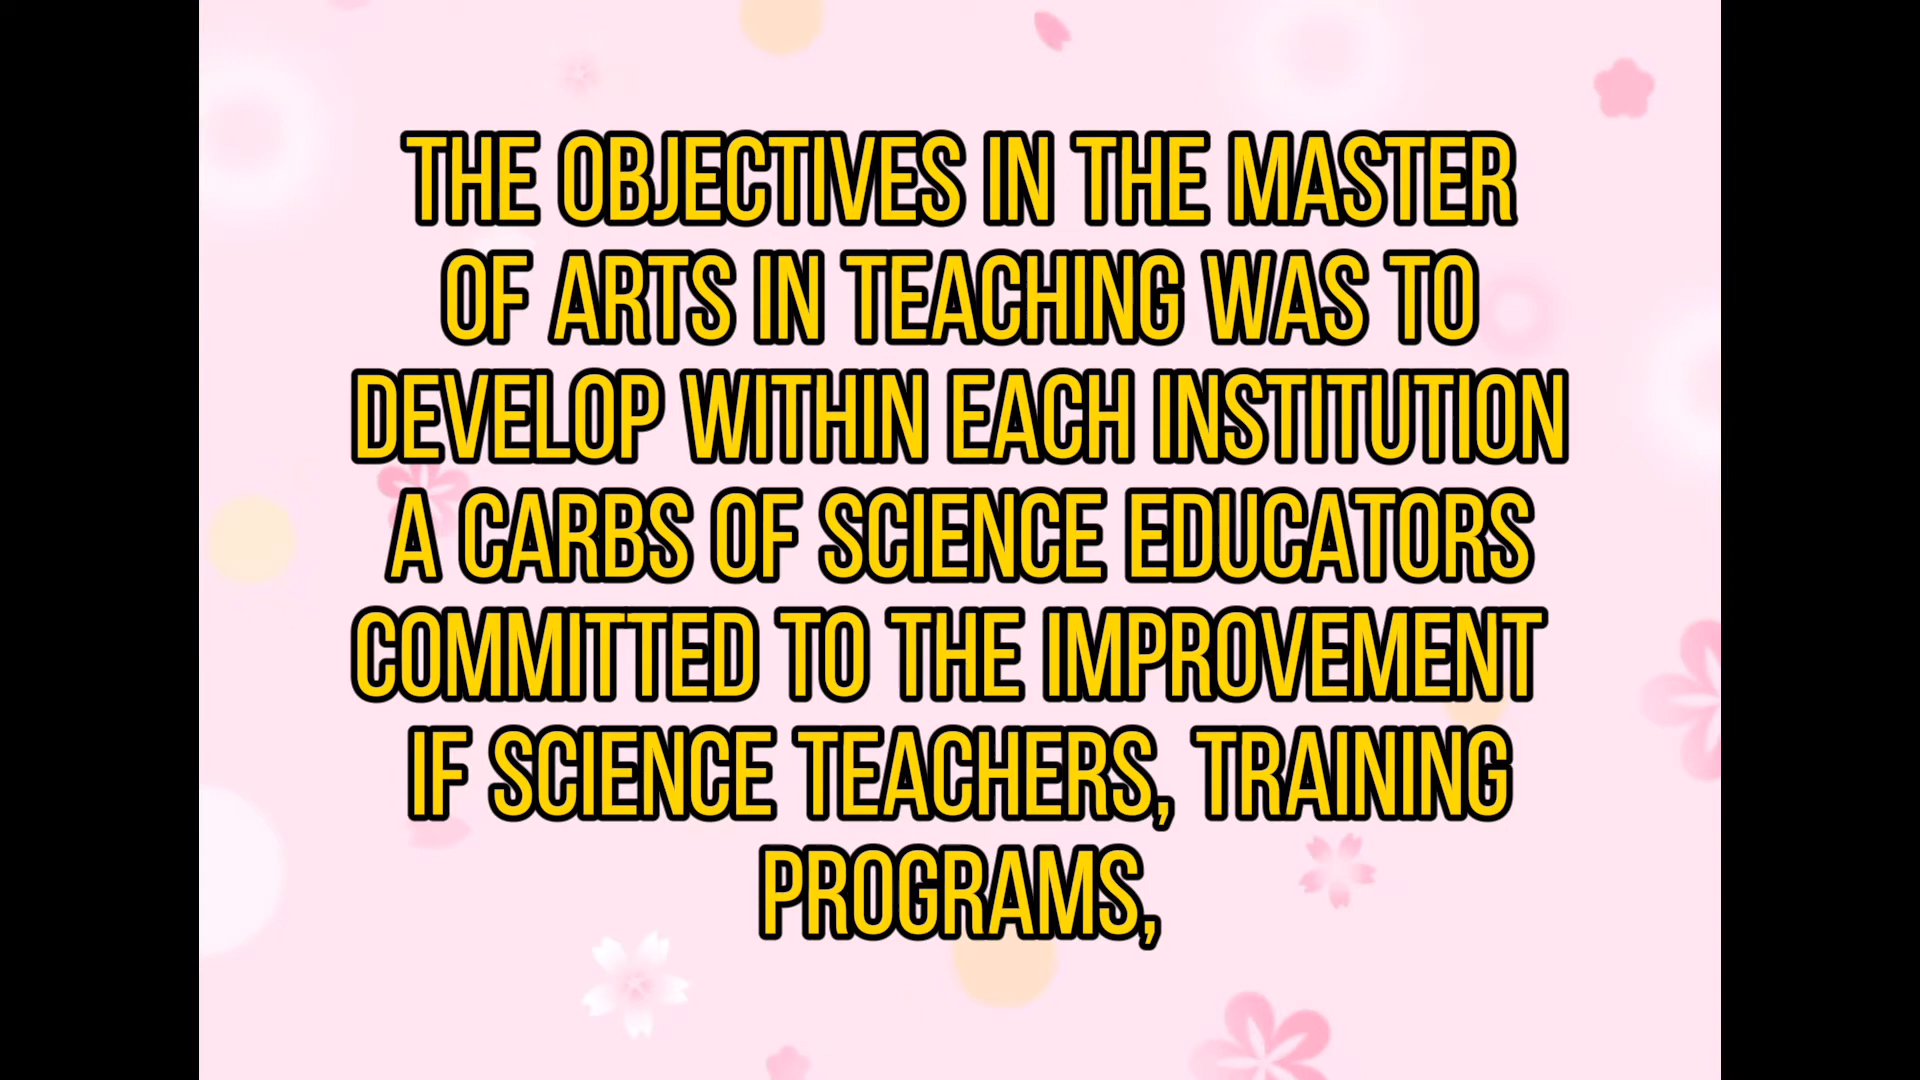 THE OBJECTIVES IN THE MASTER
OF ARTS IN TEACHING WAS TO
DEVELOP WITHIN EACH INSTITUTION
A CARBS OF SCIENCE EDUCATORS
COMMITTED TO THE IMPROVEMENT
IF SCIENCE TEACHERS, TRAINING
PROGRAMS,